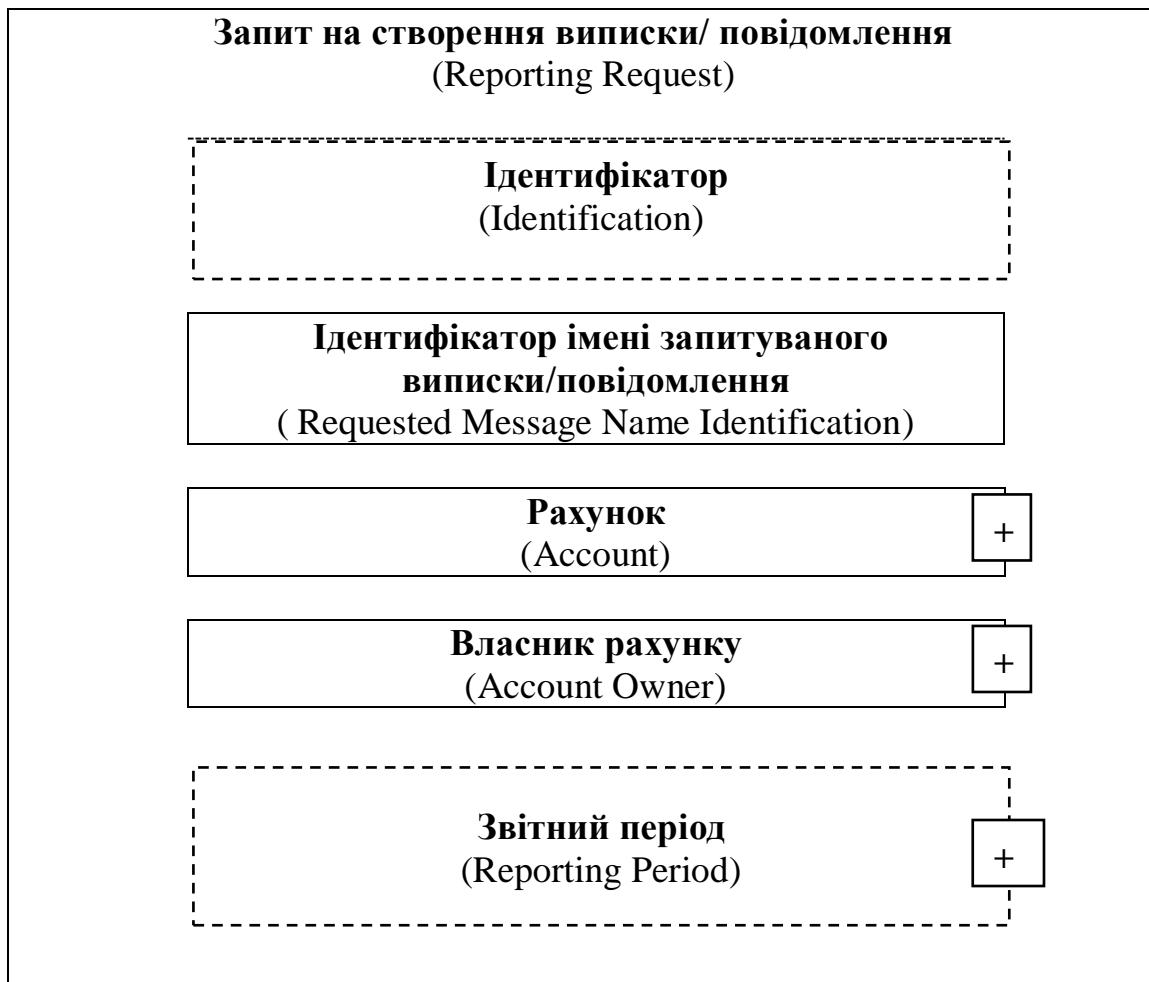 Запит на створення виписки/ повідомлення
(Reporting Request)
Ідентифікатор
(Identification)
Ідентифікатор імені запитуваного
виписки/повідомлення
( Requested Message Name Identification)
Рахунок
(Account)
+
Власник рахунку
(Account Owner)
+
Звітний період
(Reporting Period)
+